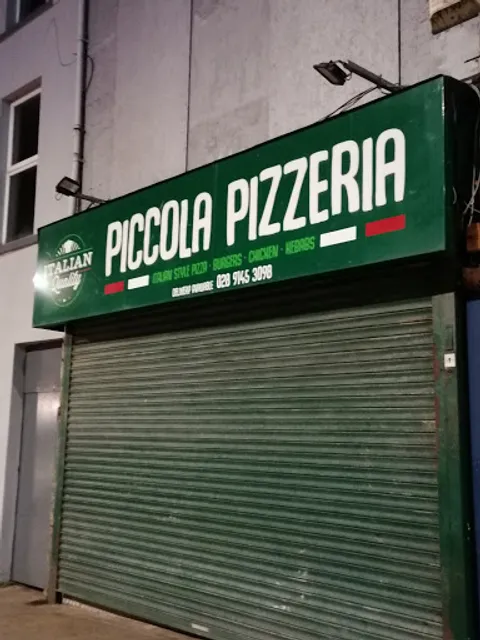 PICCOLA PIZZERIA
ITALIAN
Quality
ITALIAN STYLE PIZZA · BURGERS · CHICKEN · KEBABS
DELIVERY AVAILABLE 028 9145 3098